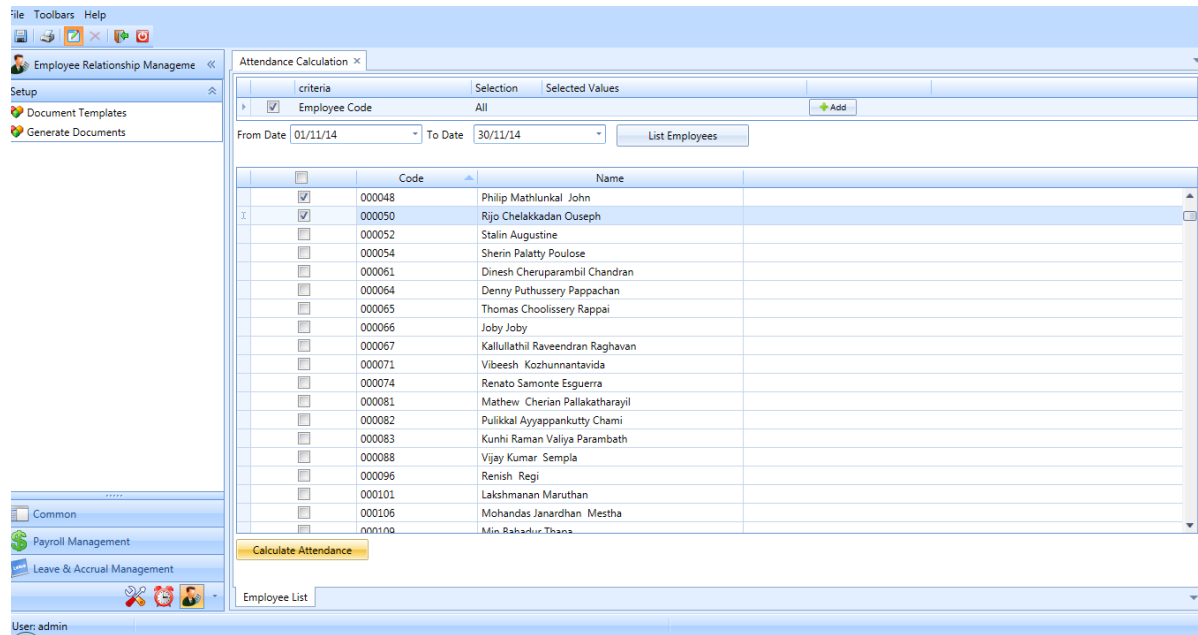 File Toolbars Help
Employee Relationship Manageme
Attendance Calculation
Setup
Document Templates
Generate Documents
criteria Selection Selected Values
Employee Code All Add
From Date 01/11/14 To Date 30/11/14 List Employees
Code Name
000048 Philip Mathlunkal John
000050 Rijo Chelakkadan Ouseph
000052 Stalin Augustine
000054 Sherin Palatty Poulose
000061 Dinesh Cheruparambil Chandran
000064 Denny Puthussery Pappachan
000065 Thomas Choolissery Rappai
000066 Joby Joby
000067 Kallullathil Raveendran Raghavan
000071 Vibeesh Kozhunnantavida
000074 Renato Samonte Esguerra
000081 Mathew Cherian Pallakatharayil
000082 Pulikkal Ayyappankutty Chami
000083 Kunhi Raman Valiya Parambath
000088 Vijay Kumar Sempla
000096 Renish Regi
000101 Lakshmanan Maruthan
000106 Mohandas Janardhan Mestha
000109 Min Bahadur Thapa
Common
Payroll Management
Leave & Accrual Management
Calculate Attendance
Employee List
User: admin